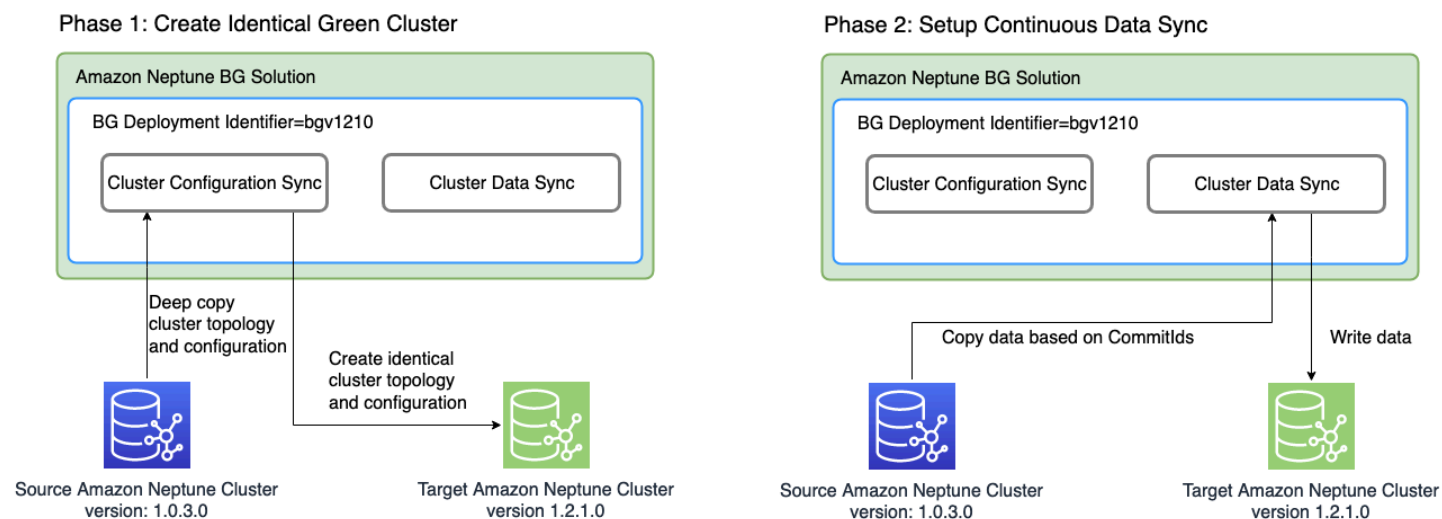 Phase 1: Create Identical Green Cluster
Amazon Neptune BG Solution
BG Deployment Identifier=bgv1210
Cluster Configuration Sync
Cluster Data Sync
Deep copy
cluster topology
and configuration
Create identical
cluster topology
and configuration
Source Amazon Neptune Cluster
version: 1.0.3.0
Target Amazon Neptune Cluster
version 1.2.1.0
Phase 2: Setup Continuous Data Sync
Amazon Neptune BG Solution
BG Deployment Identifier=bgv1210
Cluster Configuration Sync
Cluster Data Sync
Copy data based on CommitIds
Write data
Source Amazon Neptune Cluster
version: 1.0.3.0
Target Amazon Neptune Cluster
version 1.2.1.0